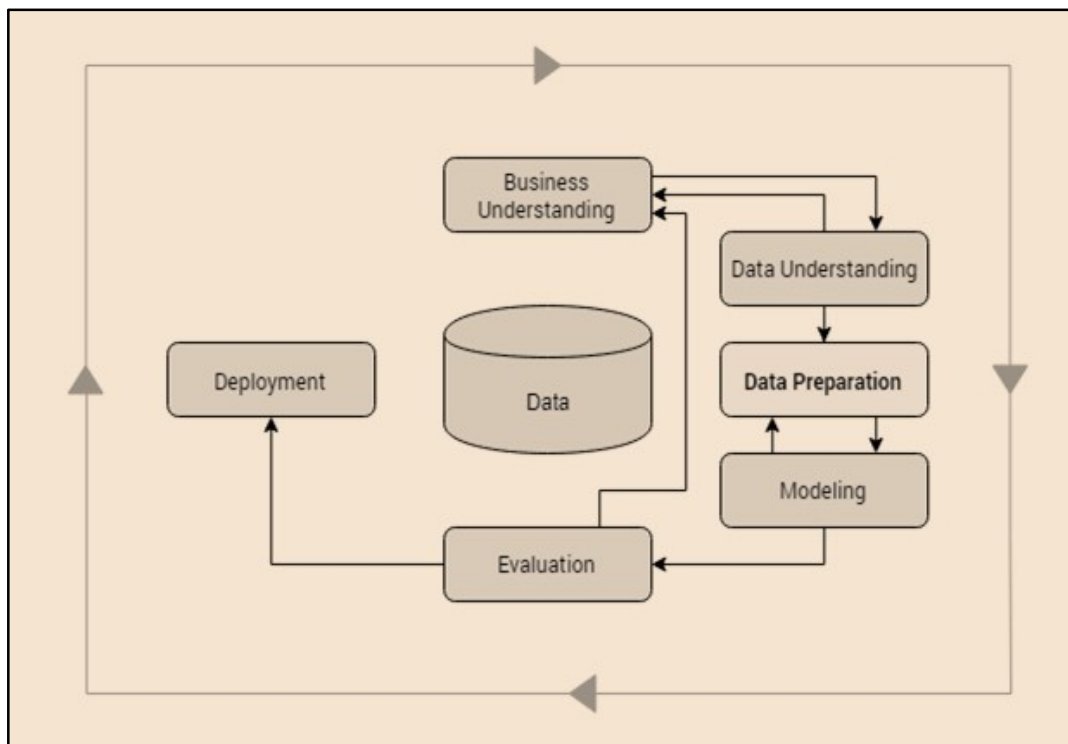 Business
Understanding
Data Understanding
Deployment
Data
Data Preparation
Modeling
Evaluation